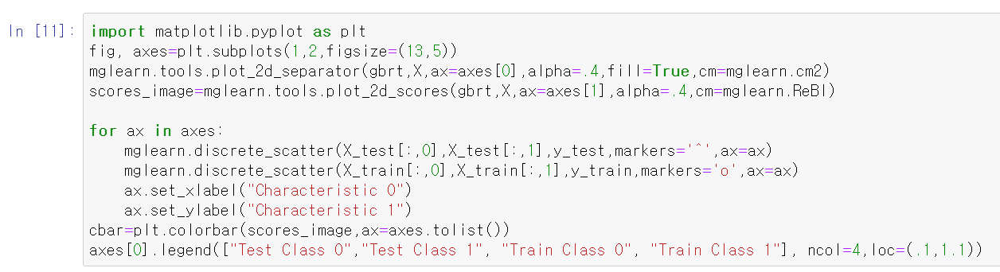 In [11]:
import matplotlib.pyplot as plt
fig, axes=plt.subplots(1,2,figsize=(13,5))
mglearn.tools.plot_2d_separator(gbrt,X,ax=axes[0],alpha=.4,fill=True,cm=mglearn.cm2)
scores_image=mglearn.tools.plot_2d_scores(gbrt,X,ax=axes[1],alpha=.4,cm=mglearn.ReBl)

for ax in axes:
    mglearn.discrete_scatter(X_test[:,0],X_test[:,1],y_test,markers='^',ax=ax)
    mglearn.discrete_scatter(X_train[:,0],X_train[:,1],y_train,markers='o',ax=ax)
    ax.set_xlabel("Characteristic 0")
    ax.set_ylabel("Characteristic 1")
cbar=plt.colorbar(scores_image,ax=axes.tolist())
axes[0].legend(["Test Class 0","Test Class 1", "Train Class 0", "Train Class 1"], ncol=4,loc=(.1,1.1))